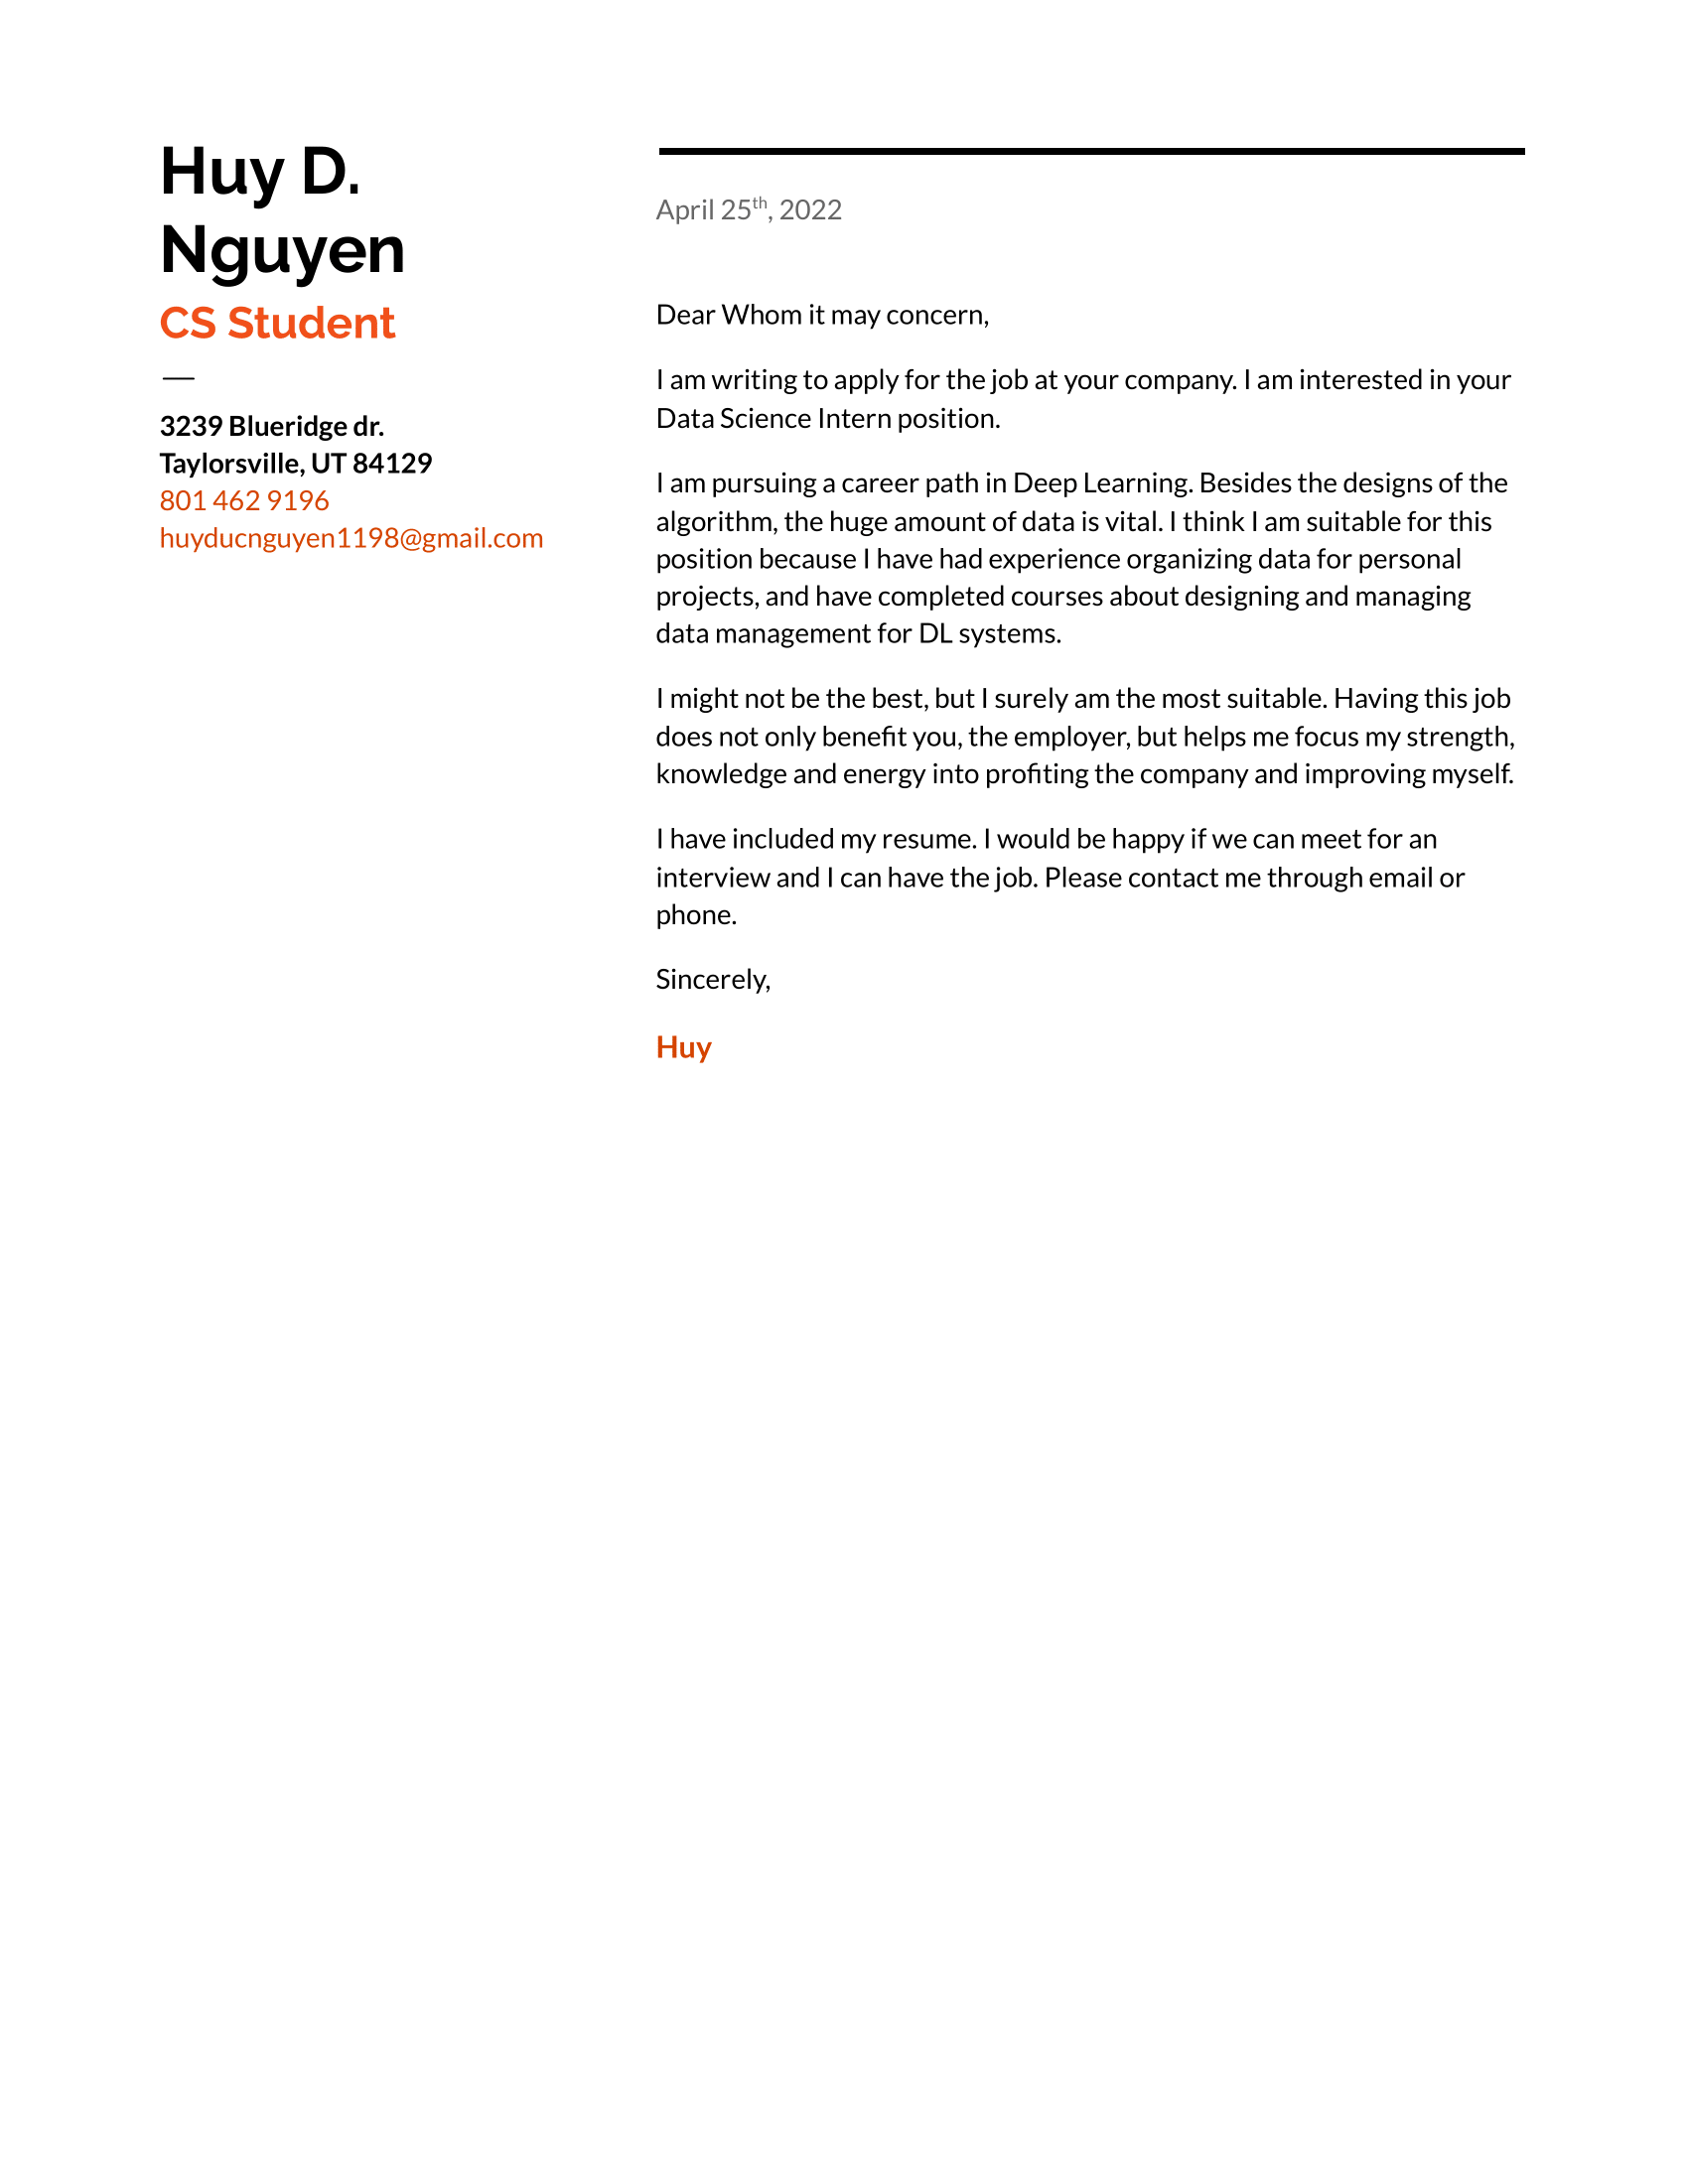 Huy D.
Nguyen
CS Student
—
3239 Blueridge dr.
Taylorsville, UT 84129
801 462 9196
huyducnguyen1198@gmail.com
April 25th, 2022
Dear Whom it may concern,
I am writing to apply for the job at your company. I am interested in your
Data Science Intern position.
I am pursuing a career path in Deep Learning. Besides the designs of the
algorithm, the huge amount of data is vital. I think I am suitable for this
position because I have had experience organizing data for personal
projects, and have completed courses about designing and managing
data management for DL systems.
I might not be the best, but I surely am the most suitable. Having this job
does not only benefit you, the employer, but helps me focus my strength,
knowledge and energy into profiting the company and improving myself.
I have included my resume. I would be happy if we can meet for an
interview and I can have the job. Please contact me through email or
phone.
Sincerely,
Huy